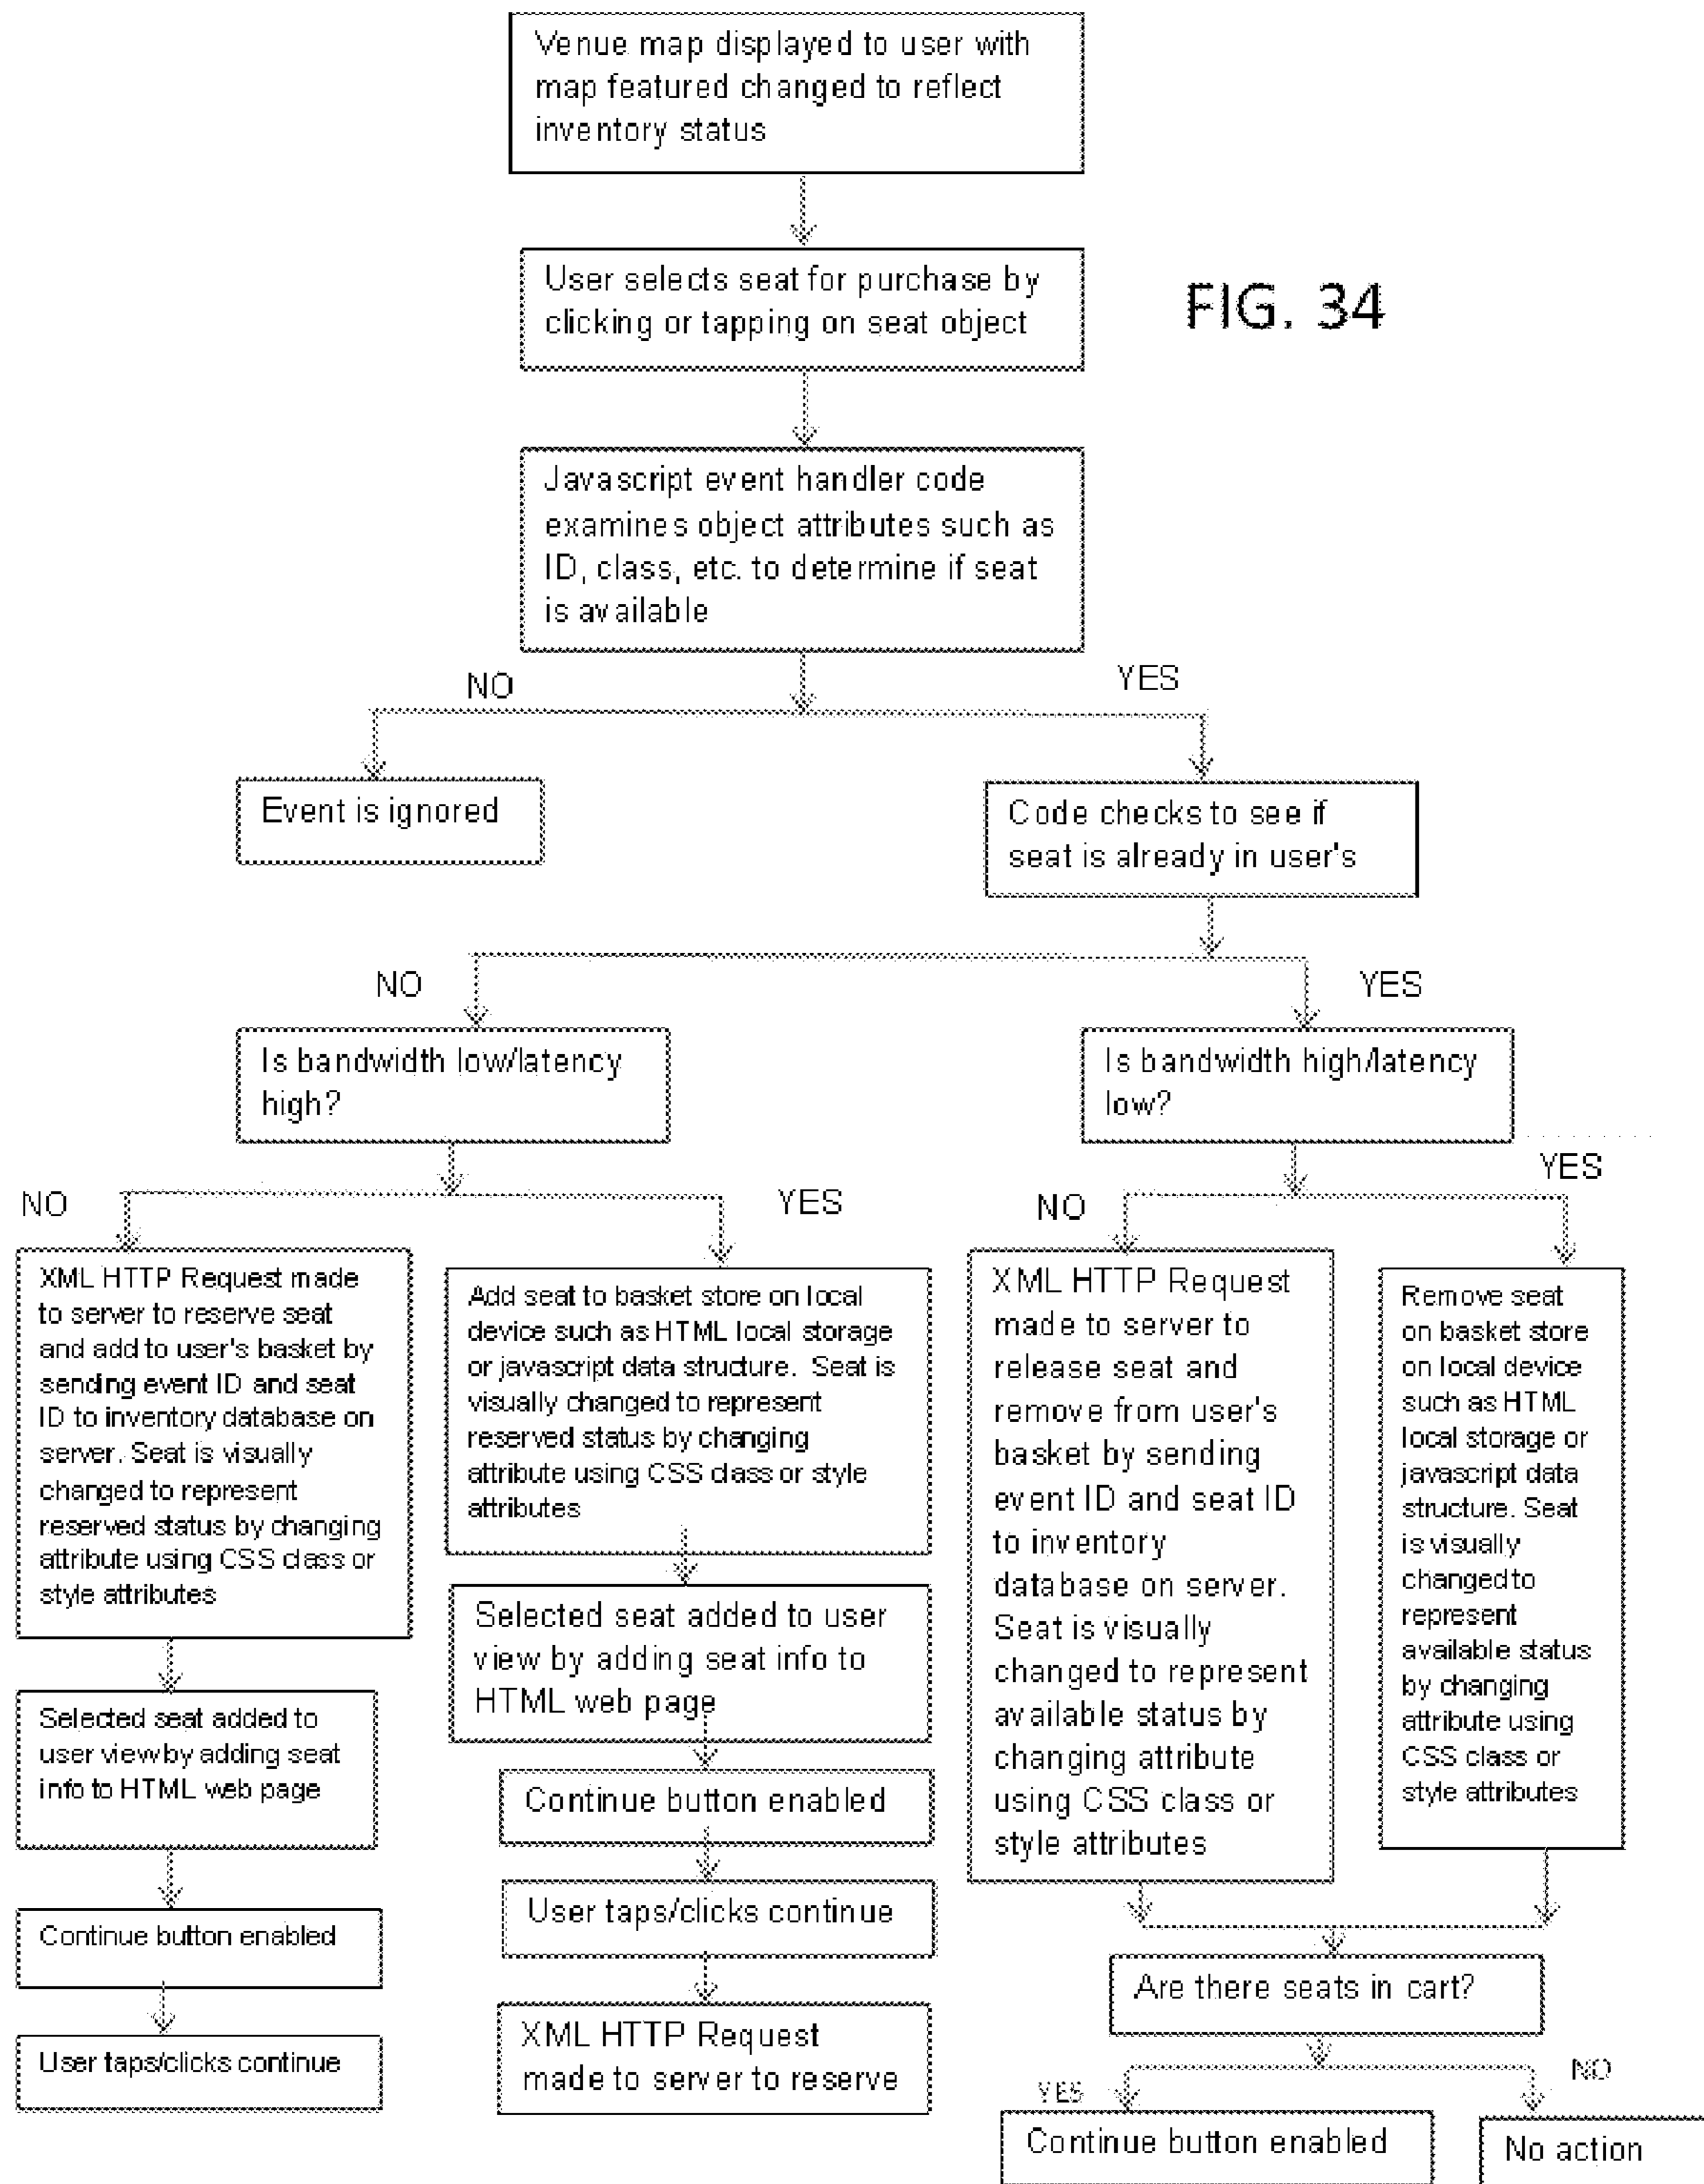 Venue map displayed to user with
map featured changed to reflect
inventory status
User selects seat for purchase by
clicking or tapping on seat object
FIG. 34
Javascript event handler code
examines object attributes such as
ID, class, etc. to determine if seat
is available
NO
YES
Event is ignored
Code checks to see if
seat is already in user's
NO
YES
Is bandwidth low/latency
high?
Is bandwidth high/latency
low?
NO
YES
NO
YES
XML HTTP Request made
to server to reserve seat
and add to user's basket by
sending event ID and seat
ID to inventory database on
server. Seat is visually
changed to represent
reserved status by changing
attribute using CSS class or
style attributes
Selected seat added to
user view by adding seat
info to HTML web page
Continue button enabled
User taps/clicks continue
Add seat to basket store on local
device such as HTML local storage
or javascript data structure. Seat is
visually changed to represent
reserved status by changing
attribute using CSS class or style
attributes
Selected seat added to user
view by adding seat info to
HTML web page
Continue button enabled
User taps/clicks continue
XML HTTP Request
made to server to reserve
XML HTTP Request
made to server to
release seat and
remove from user's
basket by sending
event ID and seat ID
to inventory
database on server.
Seat is visually
changed to represent
available status by
changing attribute
using CSS class or
style attributes
Remove seat
on basket store
on local device
such as HTML
local storage or
javascript data
structure. Seat
is visually
changed to
represent
available status
by changing
attribute using
CSS class or
style attributes
Are there seats in cart?
YES
NO
Continue button enabled
No action